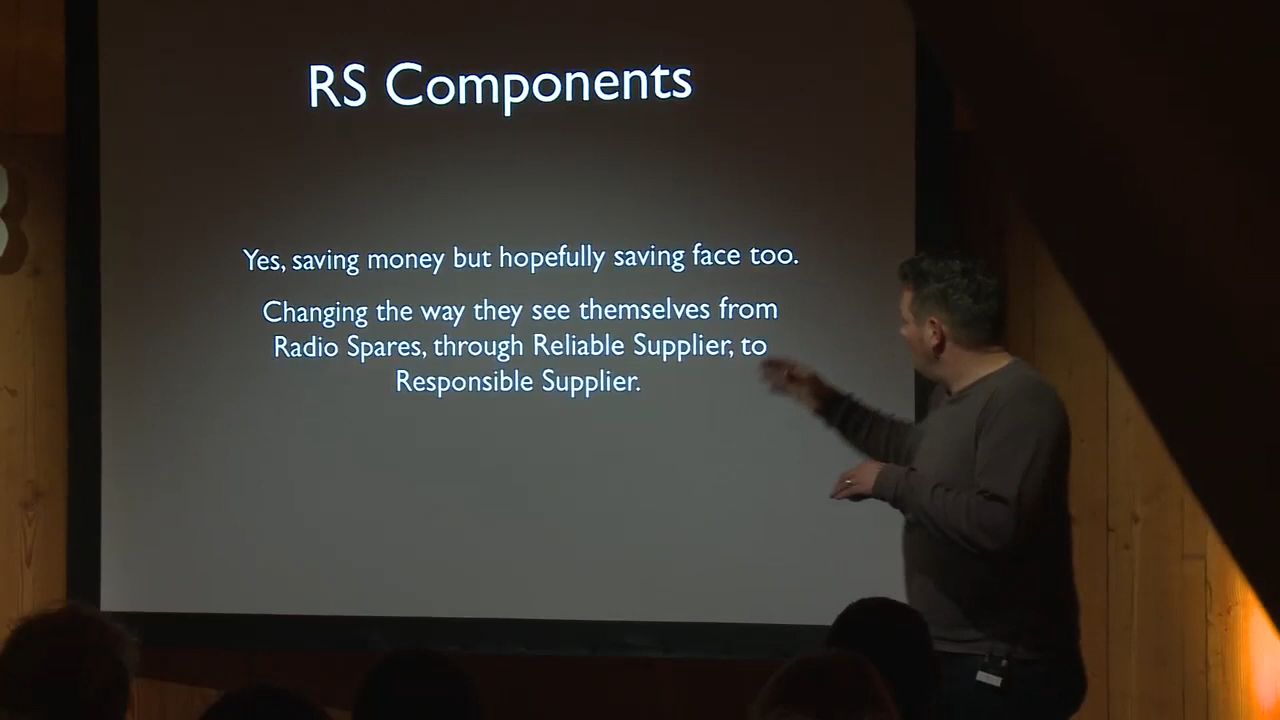 RS Components
Yes, saving money but hopefully saving face too.
Changing the way they see themselves from
Radio Spares, through Reliable Supplier, to
Responsible Supplier.